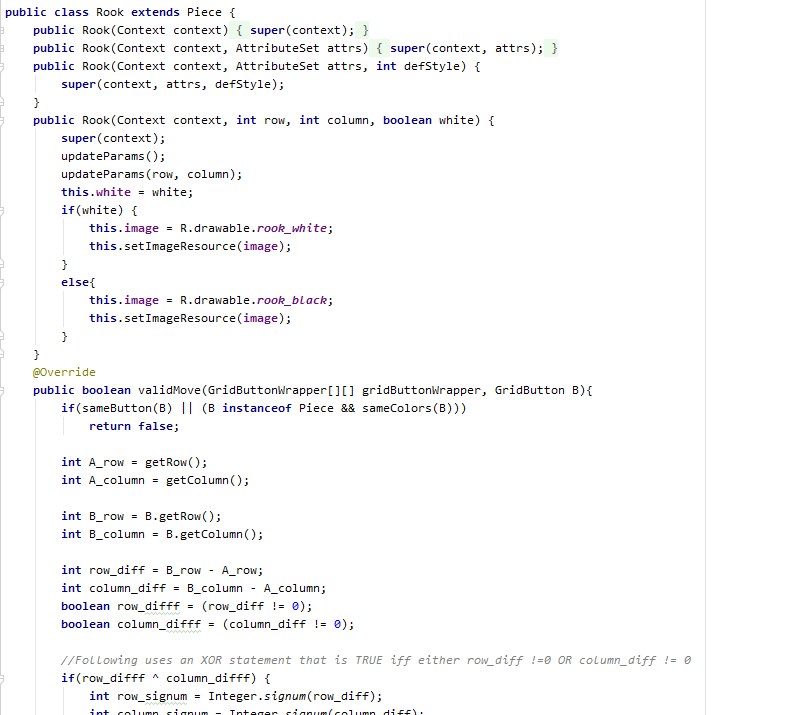 public class Rook extends Piece {
public Rook(Context context) { super(context); }
public Rook(Context context, AttributeSet attrs) { super(context, attrs); }
public Rook(Context context, AttributeSet attrs, int defStyle) {
super(context, attrs, defStyle);
}
public Rook(Context context, int row, int column, boolean white) {
super(context);
updateParams();
updateParams(row, column);
this.white = white;
if(white) {
this.image = R.drawable.rook_white;
this.setImageResource(image);
}
else{
this.image = R.drawable.rook_black;
this.setImageResource(image);
}
}
@Override
public boolean validMove(GridButtonWrapper[][] gridButtonWrapper, GridButton B){
if(sameButton(B) || (B instanceof Piece && sameColors(B)))
return false;
int A_row = getRow();
int A_column = getColumn();
int B_row = B.getRow();
int B_column = B.getColumn();
int row_diff = B_row - A_row;
int column_diff = B_column - A_column;
boolean row_difff = (row_diff != 0);
boolean column_difff = (column_diff != 0);
//Following uses an XOR statement that is TRUE iff either row_diff !=0 OR column_diff != 0
if(row_difff ^ column_difff) {
int row_signum = Integer.signum(row_diff);
int column_signum = Integer.signum(column_diff);